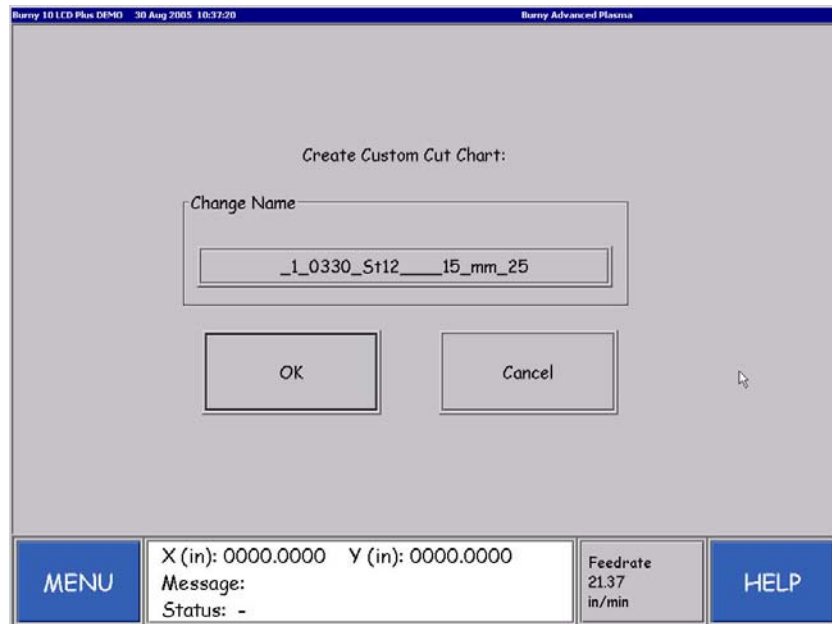 Burny 10 LCD Plus DEMO 30 Aug 2005 10:37:20 Burny Advanced Plasma
Create Custom Cut Chart:
Change Name
_1_0330_St12____15_mm_25
OK Cancel
MENU
X (in): 0000.0000 Y (in): 0000.0000
Message:
Status: -
Feedrate
21.37
in/min
HELP